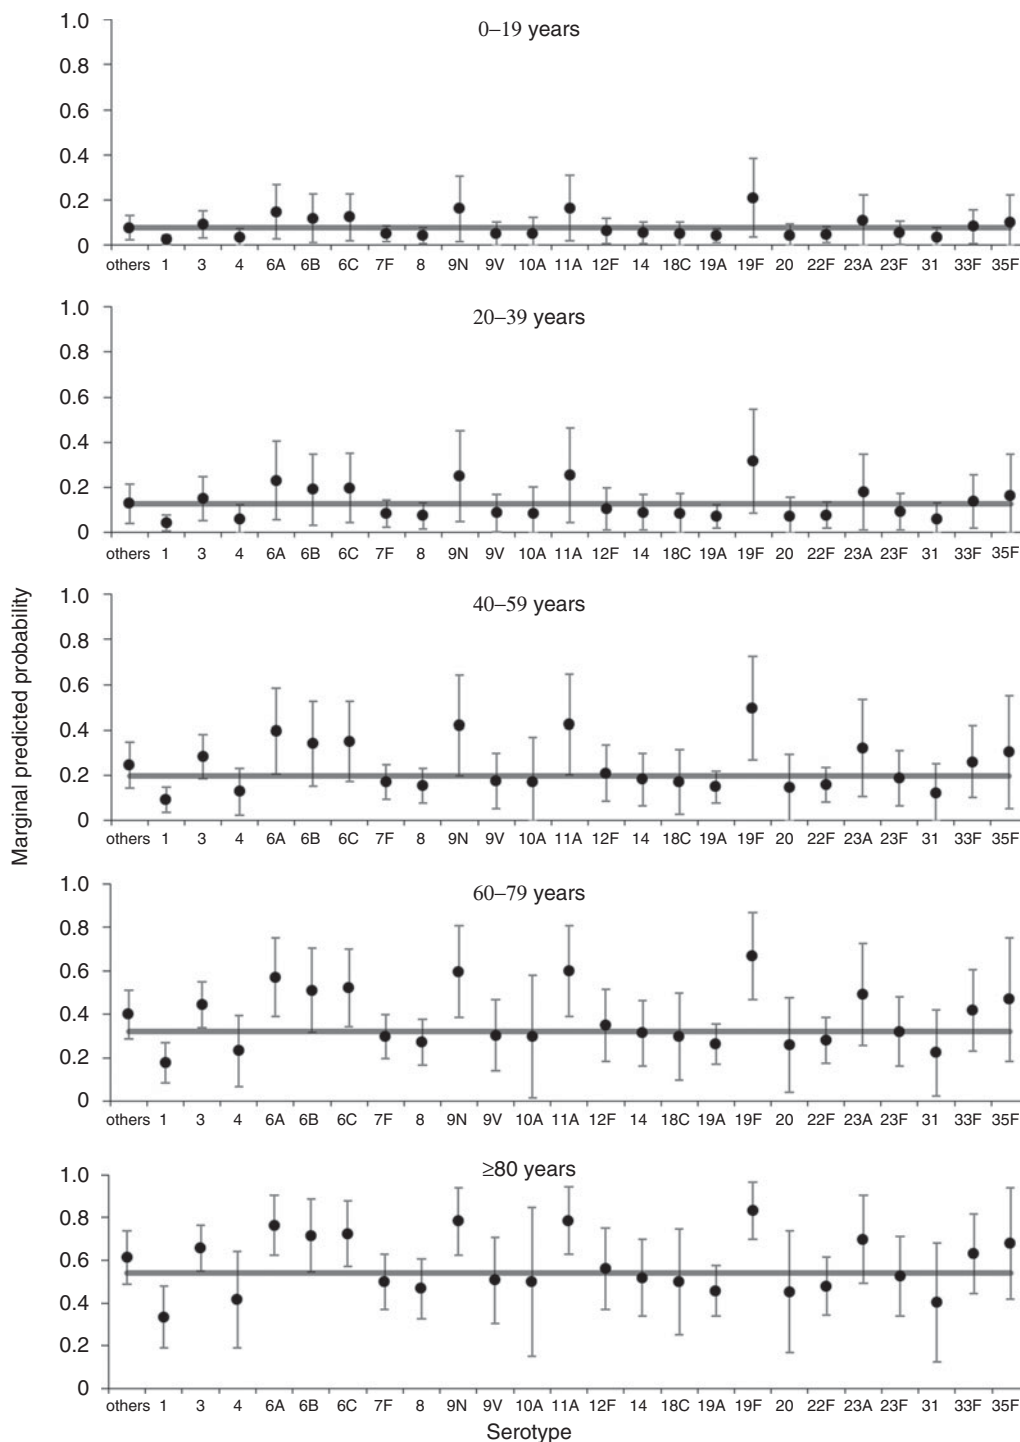 0–19 years
1.0
0.8
0.6
0.4
0.2
0
others 1 3 4 6A 6B 6C 7F 8 9N 9V 10A 11A 12F 14 18C 19A 19F 20 22F 23A 23F 31 33F 35F
20–39 years
1.0
0.8
0.6
0.4
0.2
0
others 1 3 4 6A 6B 6C 7F 8 9N 9V 10A 11A 12F 14 18C 19A 19F 20 22F 23A 23F 31 33F 35F
Marginal predicted probability
40–59 years
1.0
0.8
0.6
0.4
0.2
0
others 1 3 4 6A 6B 6C 7F 8 9N 9V 10A 11A 12F 14 18C 19A 19F 20 22F 23A 23F 31 33F 35F
60–79 years
1.0
0.8
0.6
0.4
0.2
0
others 1 3 4 6A 6B 6C 7F 8 9N 9V 10A 11A 12F 14 18C 19A 19F 20 22F 23A 23F 31 33F 35F
≥80 years
1.0
0.8
0.6
0.4
0.2
0
others 1 3 4 6A 6B 6C 7F 8 9N 9V 10A 11A 12F 14 18C 19A 19F 20 22F 23A 23F 31 33F 35F
Serotype